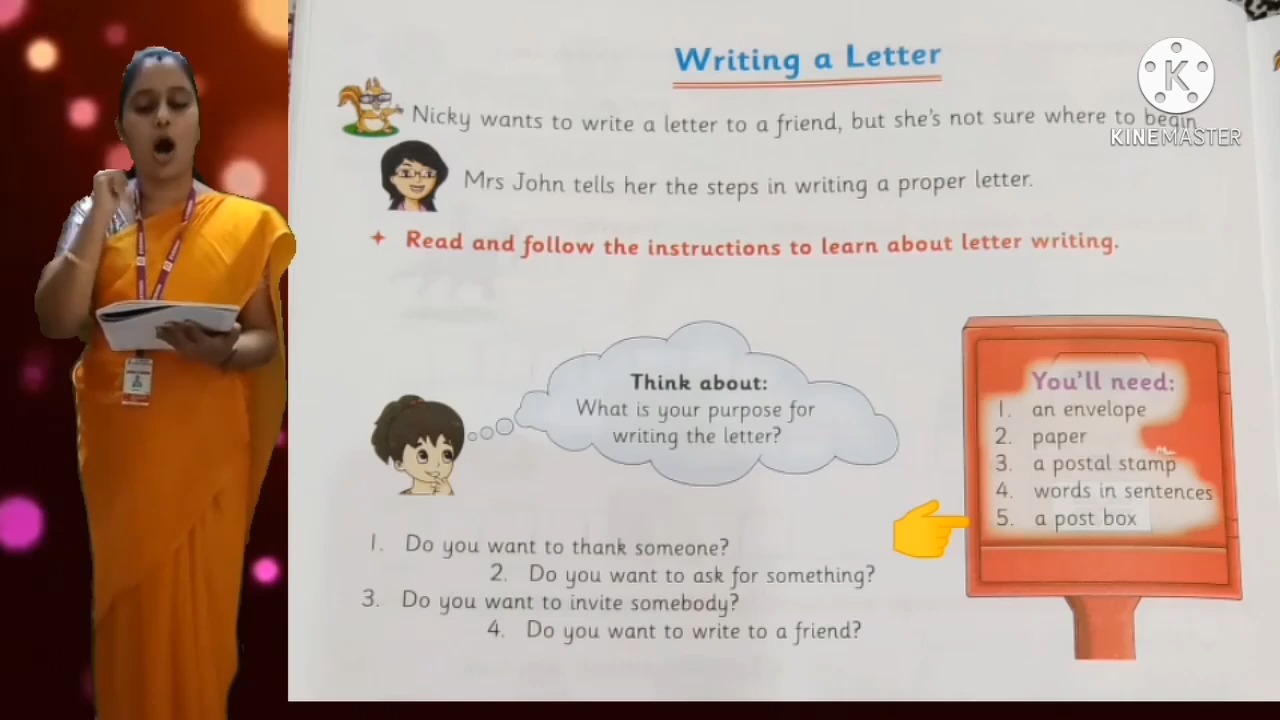 Writing a Letter
Nicky wants to write a letter to a friend, but she's not sure where to begin
K
KINEMASTER
Mrs John tells her the steps in writing a proper letter.
Read and follow the instructions to learn about letter writing.
Think about:
What is your purpose for
writing the letter?
You'll need:
1. an envelope
2. paper
3. a postal stamp
4. words in sentences
5. a post box
1. Do you want to thank someone?
2. Do you want to ask for something?
3. Do you want to invite somebody?
4. Do you want to write to a friend?